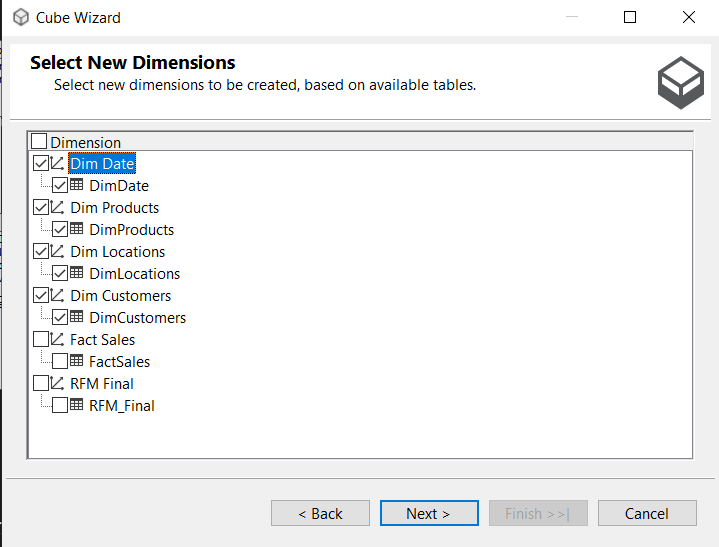 Cube Wizard
Select New Dimensions
Select new dimensions to be created, based on available tables.
Dimension
Dim Date
DimDate
Dim Products
DimProducts
Dim Locations
DimLocations
Dim Customers
DimCustomers
Fact Sales
FactSales
RFM Final
RFM_Final
< Back
Next >
Finish >>|
Cancel